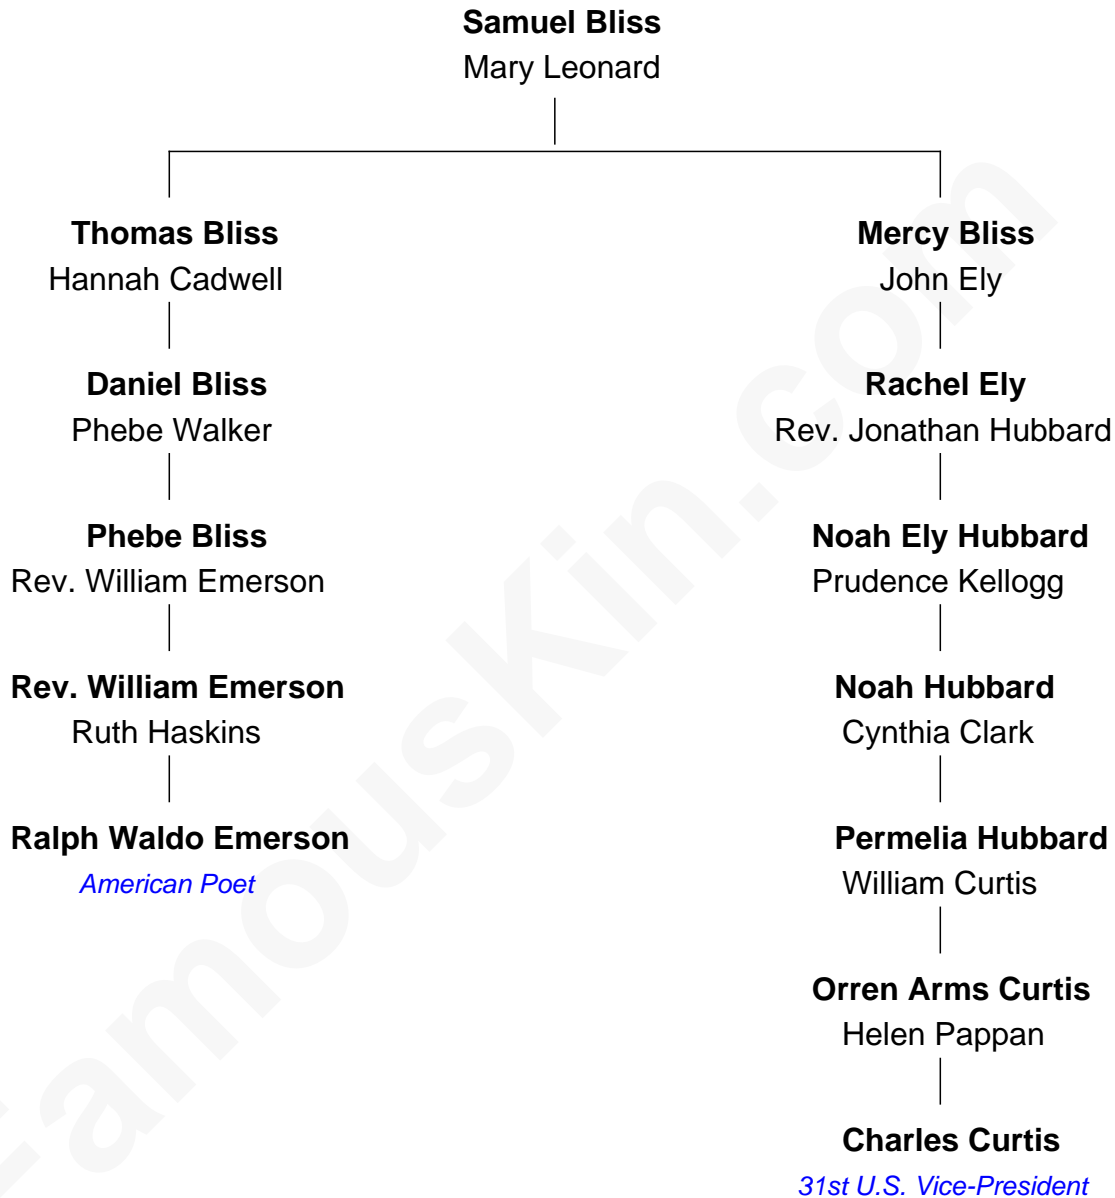 Samuel Bliss
Mary Leonard
Thomas Bliss
Hannah Cadwell
Mercy Bliss
John Ely
Daniel Bliss
Phebe Walker
Rachel Ely
Rev. Jonathan Hubbard
Phebe Bliss
Rev. William Emerson
Noah Ely Hubbard
Prudence Kellogg
Rev. William Emerson
Ruth Haskins
Noah Hubbard
Cynthia Clark
Ralph Waldo Emerson
American Poet
Permelia Hubbard
William Curtis
Orren Arms Curtis
Helen Pappan
Charles Curtis
31st U.S. Vice-President
FamousKin.com